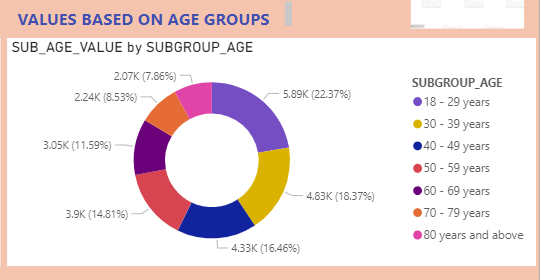 VALUES BASED ON AGE GROUPS
SUB_AGE_VALUE by SUBGROUP_AGE
2.07K (7.86%)
2.24K (8.53%)
3.05K (11.59%)
3.9K (14.81%)
5.89K (22.37%)
4.83K (18.37%)
4.33K (16.46%)
SUBGROUP_AGE
18 - 29 years
30 - 39 years
40 - 49 years
50 - 59 years
60 - 69 years
70 - 79 years
80 years and above